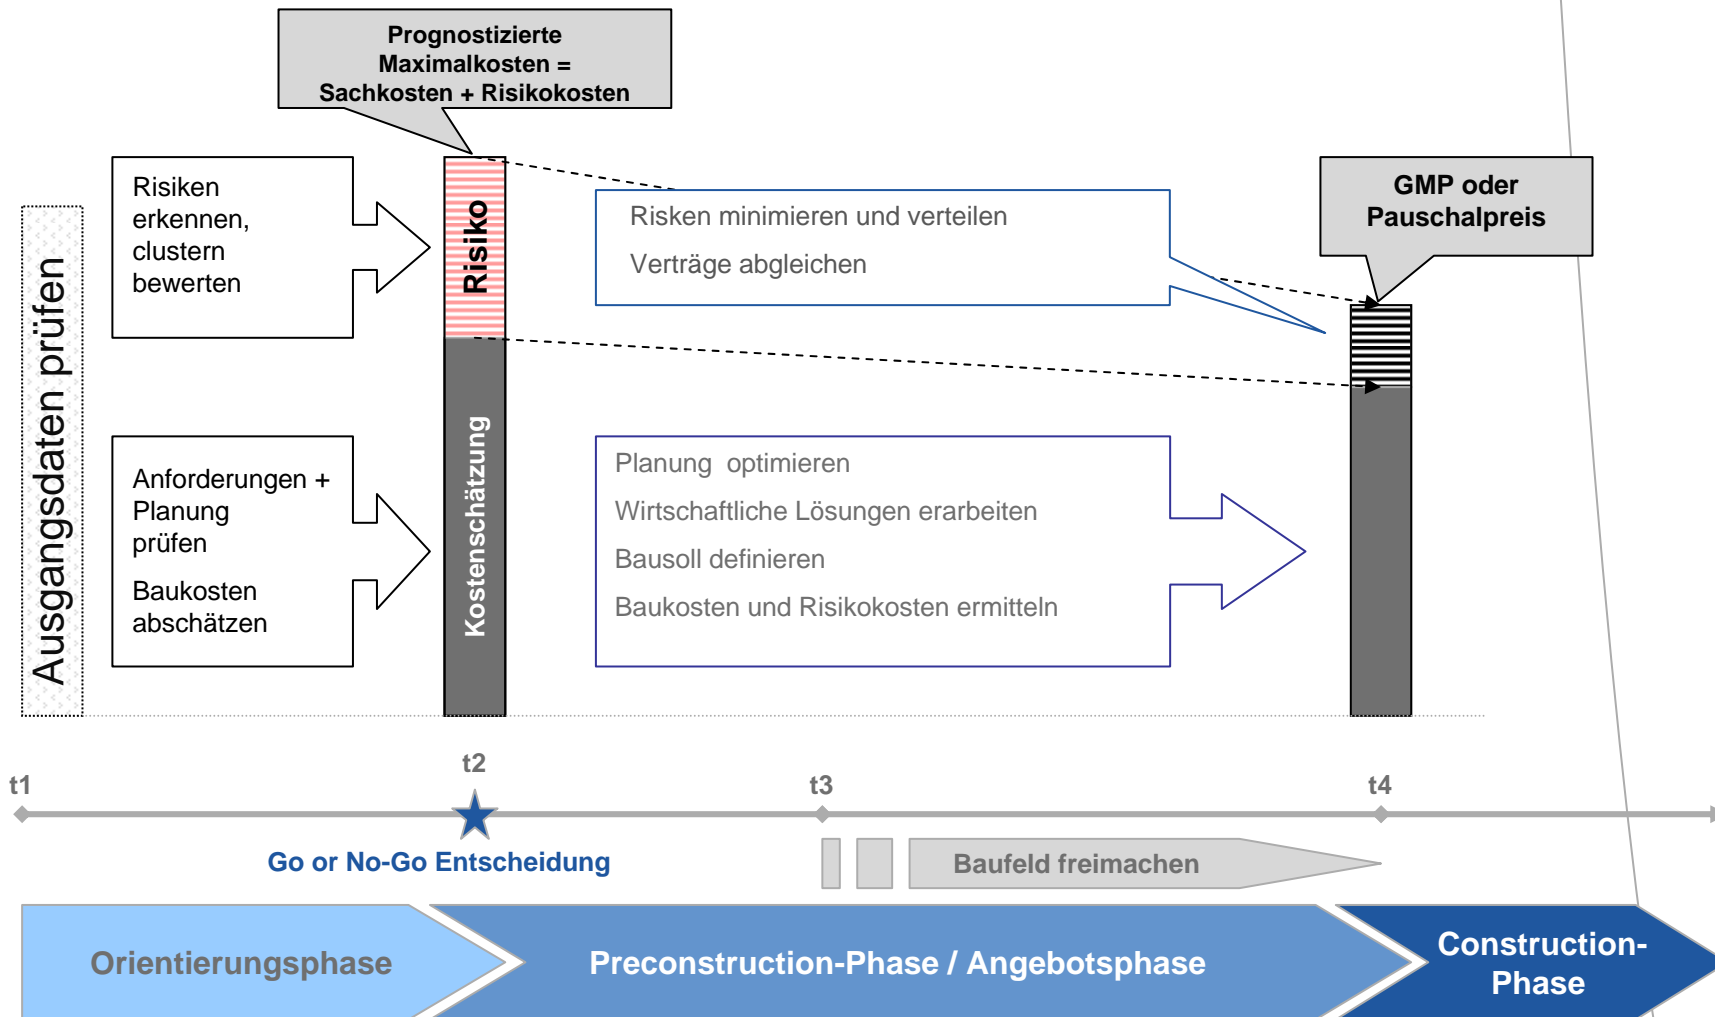 Prognostizierte
Maximalkosten =
Sachkosten + Risikokosten
Risiken
erkennen,
clustern
bewerten
Risiko
Risken minimieren und verteilen
Verträge abgleichen
GMP oder
Pauschalpreis
Ausgangsdaten prüfen
Anforderungen +
Planung
prüfen
Baukosten
abschätzen
Kostenschätzung
Planung  optimieren
Wirtschaftliche Lösungen erarbeiten
Bausoll definieren
Baukosten und Risikokosten ermitteln
t1
t2
t3
t4
Go or No-Go Entscheidung
Baufeld freimachen
Orientierungsphase
Preconstruction-Phase / Angebotsphase
Construction-
Phase